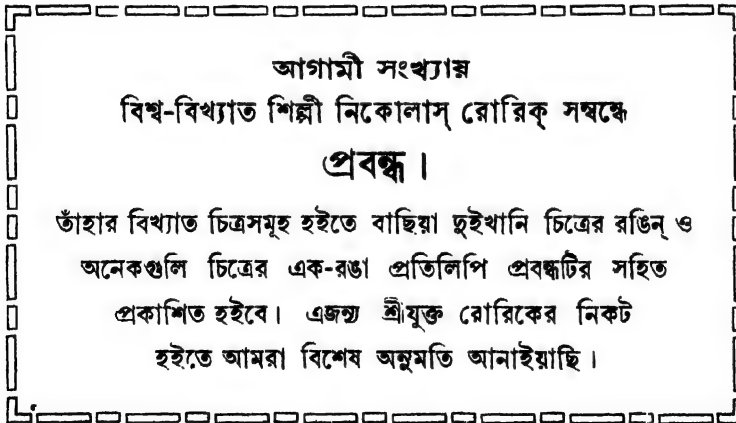 আগামী সংখ্যায়
বিশ্ব-বিখ্যাত শিল্পী নিকোলাস্ রোরিক্ সম্বন্ধে
প্রবন্ধ।
তাঁহার বিখ্যাত চিত্রসমূহ হইতে বাছিয়া দুইখানি চিত্রের রঙিন্ ও
অনেকগুলি চিত্রের এক-রঙা প্রতিলিপি প্রবন্ধটির সহিত
প্রকাশিত হইবে। এজন্য শ্রীযুক্ত রোরিকের নিকট
হইতে আমরা বিশেষ অনুমতি আনাইয়াছি।